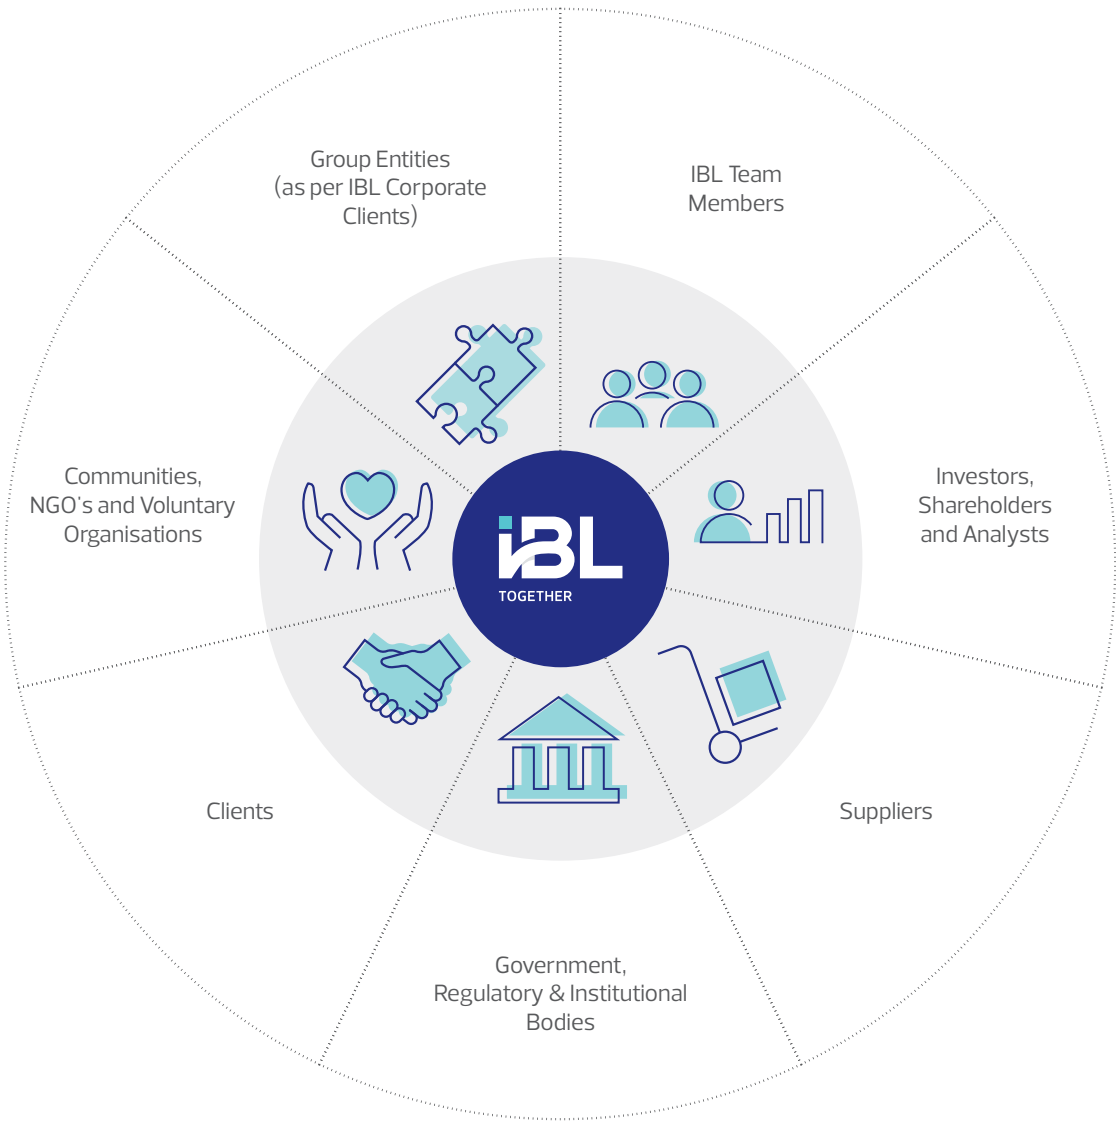 Group Entities
(as per IBL Corporate
Clients)
IBL Team
Members
Communities,
NGO's and Voluntary
Organisations
Investors,
Shareholders
and Analysts
iBL
TOGETHER
Clients
Suppliers
Government,
Regulatory & Institutional
Bodies